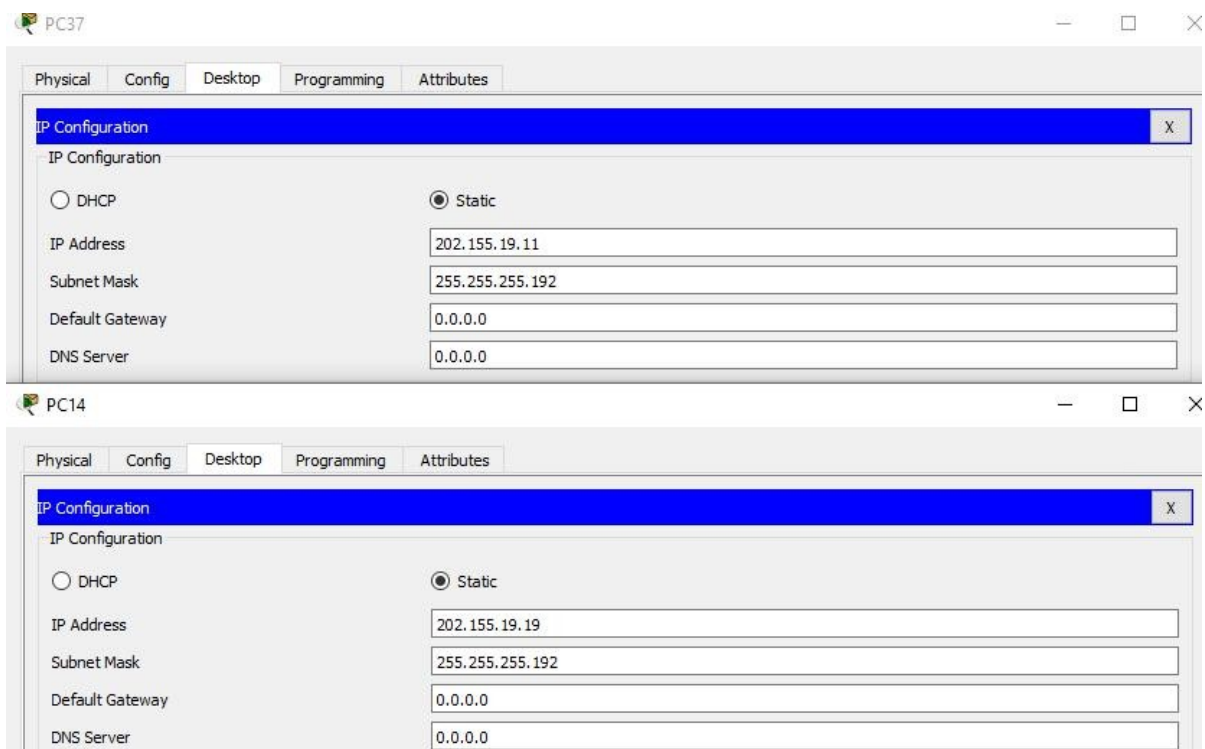 PC37
Physical Config Desktop Programming Attributes
IP Configuration X
IP Configuration
DHCP Static
IP Address 202.155.19.11
Subnet Mask 255.255.255.192
Default Gateway 0.0.0.0
DNS Server 0.0.0.0
PC14
Physical Config Desktop Programming Attributes
IP Configuration X
IP Configuration
DHCP Static
IP Address 202.155.19.19
Subnet Mask 255.255.255.192
Default Gateway 0.0.0.0
DNS Server 0.0.0.0